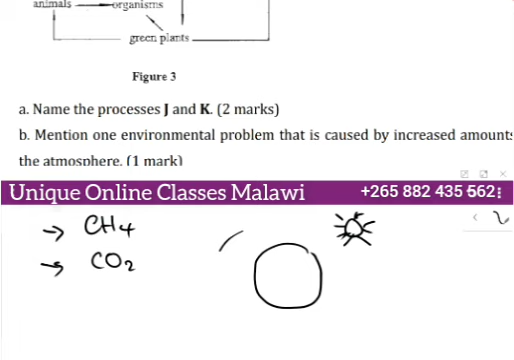 animals organisms
green plants
Figure 3
a. Name the processes J and K. (2 marks)
b. Mention one environmental problem that is caused by increased amounts
the atmosphere. (1 mark)
Unique Online Classes Malawi +265 882 435 562
→ CH4
→ CO2